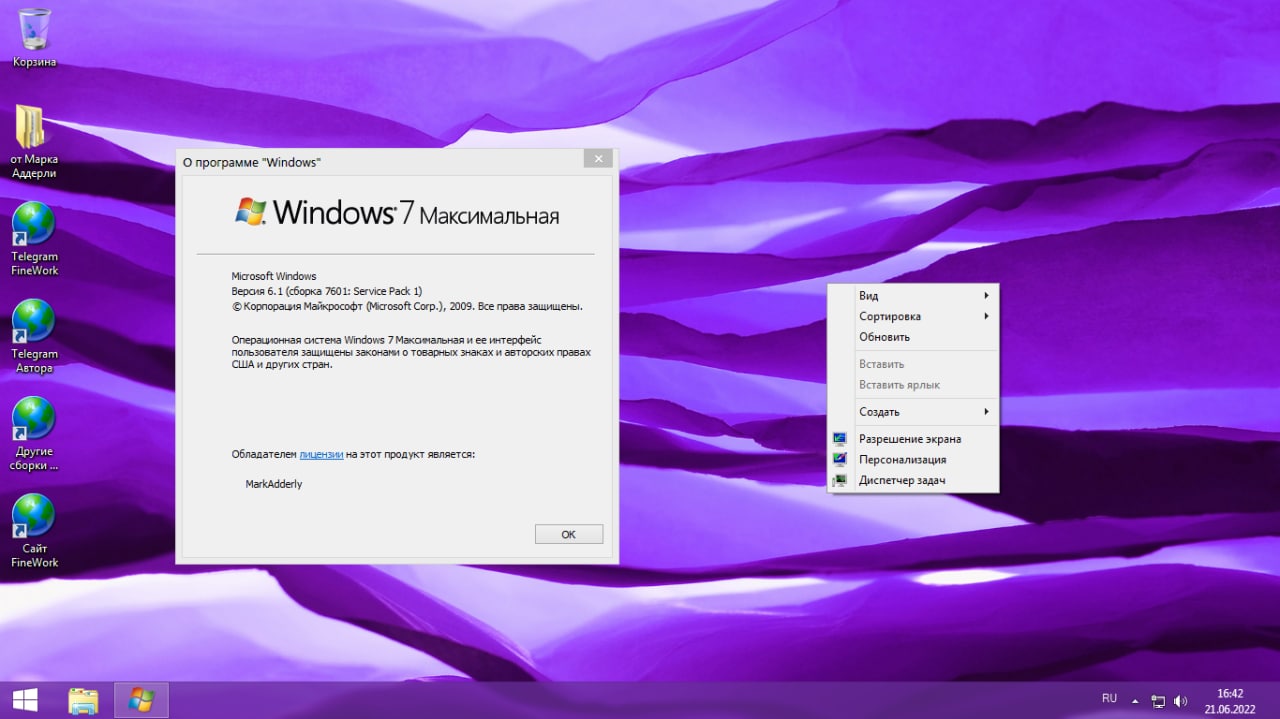 Корзина
от Марка
Аддерли
Telegram
FineWork
Telegram
Автора
Другие
сборки ...
Сайт
FineWork
О программе "Windows"
Windows 7 Максимальная
Microsoft Windows
Версия 6.1 (сборка 7601: Service Pack 1)
© Корпорация Майкрософт (Microsoft Corp.), 2009. Все права защищены.
Операционная система Windows 7 Максимальная и ее интерфейс
пользователя защищены законами о товарных знаках и авторских правах
США и других стран.
Обладателем лицензии на этот продукт является:
MarkAdderly
OK
Вид
Сортировка
Обновить
Вставить
Вставить ярлык
Создать
Разрешение экрана
Персонализация
Диспетчер задач
RU
16:42
21.06.2022